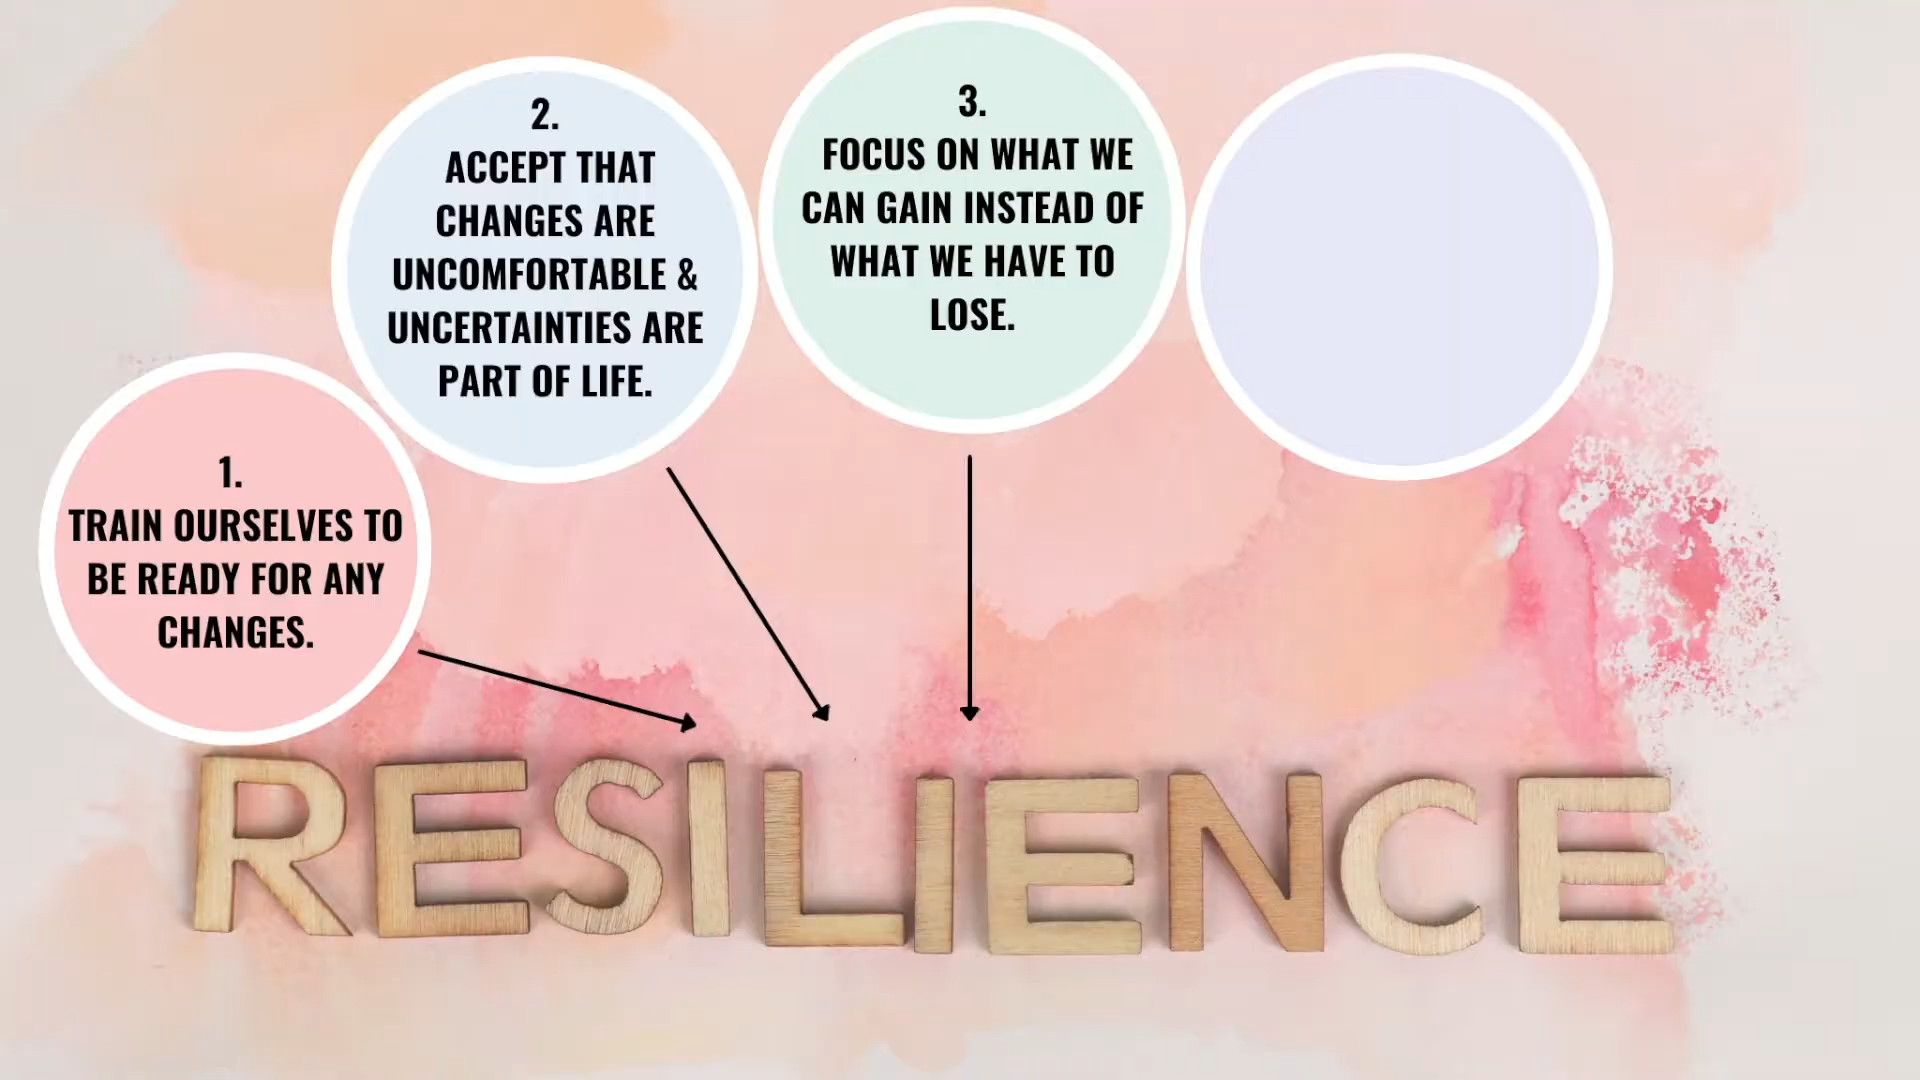 1.
TRAIN OURSELVES TO
BE READY FOR ANY
CHANGES.
2.
ACCEPT THAT
CHANGES ARE
UNCOMFORTABLE &
UNCERTAINTIES ARE
PART OF LIFE.
3.
FOCUS ON WHAT WE
CAN GAIN INSTEAD OF
WHAT WE HAVE TO
LOSE.
RESILIENCE